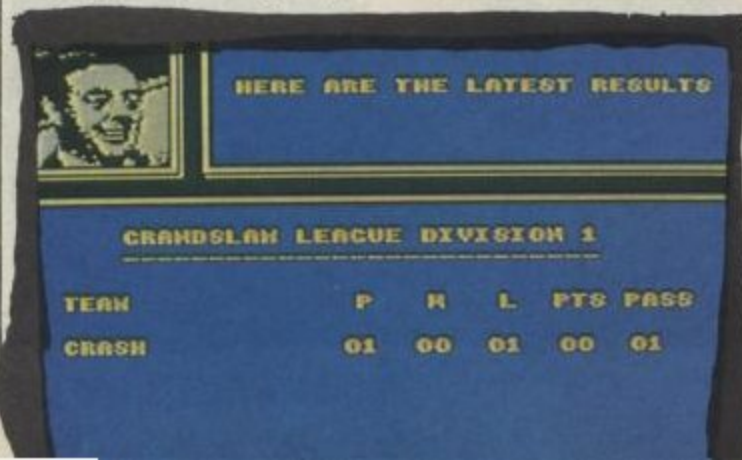 HERE ARE THE LATEST RESULTS
GRANDSLAM LEAGUE DIVISION 1
TEAM P W L PTS PASS
CRASH 01 00 01 00 01